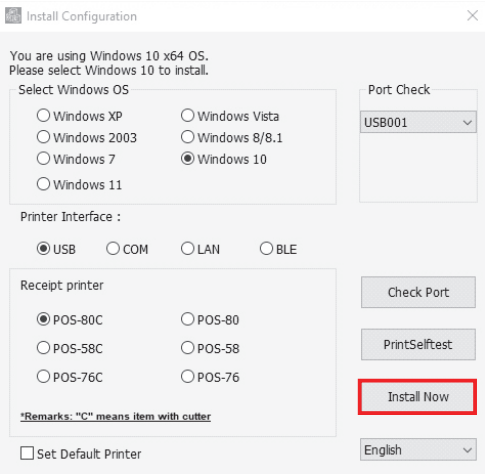 Install Configuration
You are using Windows 10 x64 OS.
Please select Windows 10 to install.
Select Windows OS
Port Check
Windows XP
Windows Vista
USB001
Windows 2003
Windows 8/8.1
Windows 7
Windows 10
Windows 11
Printer Interface :
USB
COM
LAN
BLE
Receipt printer
Check Port
POS-80C
POS-80
POS-58C
POS-58
PrintSelftest
POS-76C
POS-76
Install Now
*Remarks: "C" means item with cutter
Set Default Printer
English